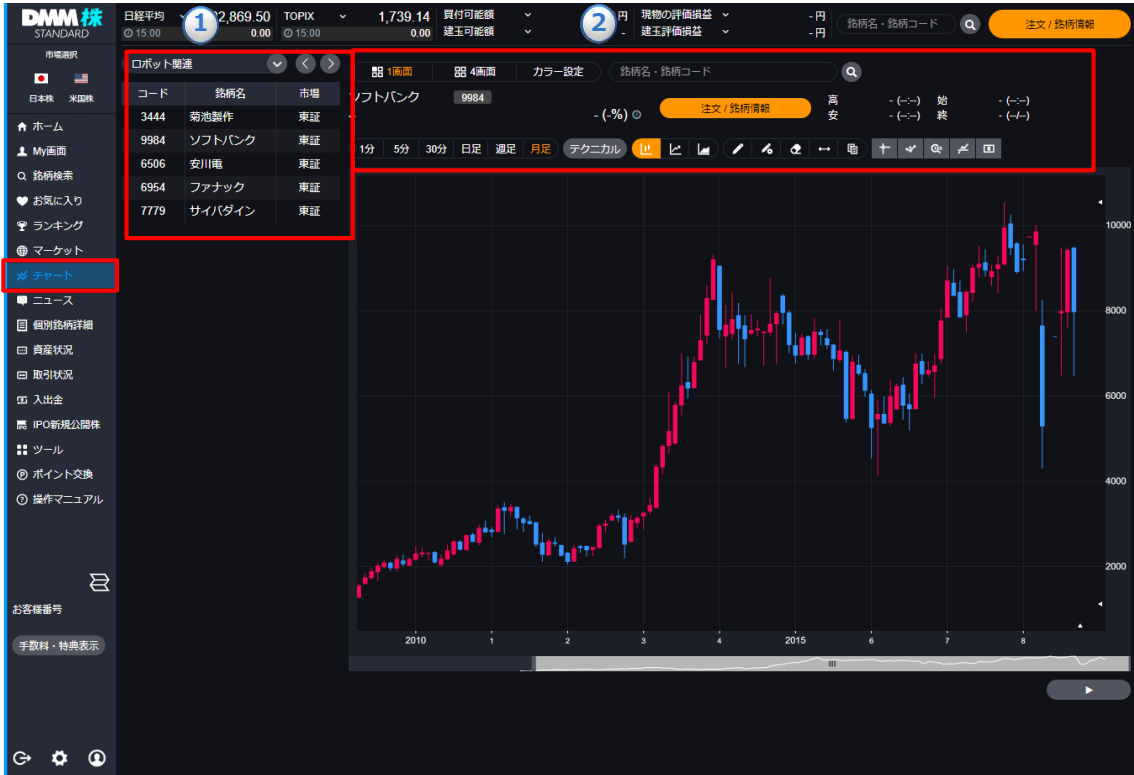 DMM 株
STANDARD
市場選択
日本株 米国株
ホーム
My画面
銘柄検索
お気に入り
ランキング
マーケット
チャート
ニュース
個別銘柄詳細
資産状況
取引状況
入出金
IPO新規公開株
ツール
ポイント交換
操作マニュアル
お客様番号
手数料・特典表示
日経平均 2,869.50 TOPIX 1,739.14 買付可能額 円 現物の評価損益 -円
15:00 0.00 15:00 0.00 建玉可能額 - 建玉評価損益 -円
銘柄名・銘柄コード
注文 / 銘柄情報
1
2
ロボット関連
コード 銘柄名 市場
3444 菊池製作 東証
9984 ソフトバンク 東証
6506 安川電 東証
6954 ファナック 東証
7779 サイバダイン 東証
1画面 4画面 カラー設定 銘柄名・銘柄コード
ソフトバンク 9984
-
- (-%)
注文 / 銘柄情報
高 - (--:--) 始 - (--:--)
安 - (--:--) 終 - (--/--)
1分 5分 30分 日足 週足 月足 テクニカル
10000
8000
6000
4000
2000
2010 1 2 3 4 2015 6 7 8